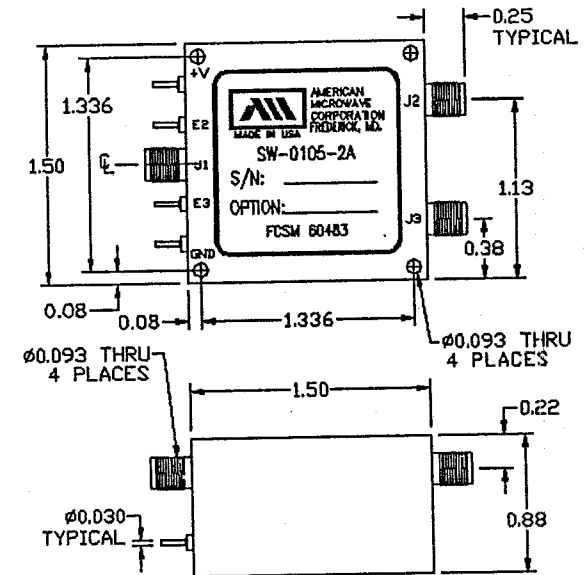 0.25
TYPICAL
+V
1.336
1.50
E2
J1
E3
GND
J2
J3
AMERICAN
MICROWAVE
CORPORATION
FREDERICK, MD.
MADE IN USA
SW-0105-2A
S/N:
OPTION:
FCSM 60483
1.13
0.38
0.08
0.08
1.336
Ø0.093 THRU
4 PLACES
Ø0.093 THRU
4 PLACES
1.50
0.22
0.88
Ø0.030
TYPICAL